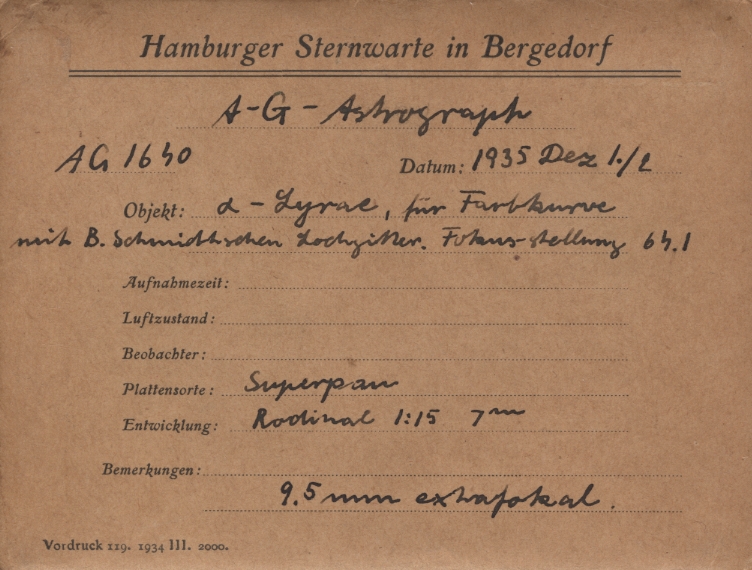 Hamburger Sternwarte in Bergedorf
A-G-Astrograph
AG 1640 Datum: 1935 Dez 1./2
Objekt: α-Lyrae, für Farbkurve
mit B. Schmidtschen Lochgitter. Fokus-stellung 64.1
Aufnahmezeit:
Luftzustand:
Beobachter:
Plattensorte: Superpan
Entwicklung: Rodinal 1:15 7ᵐ
Bemerkungen:
9.5 mm extrafokal.
Vordruck 119. 1934 III. 2000.